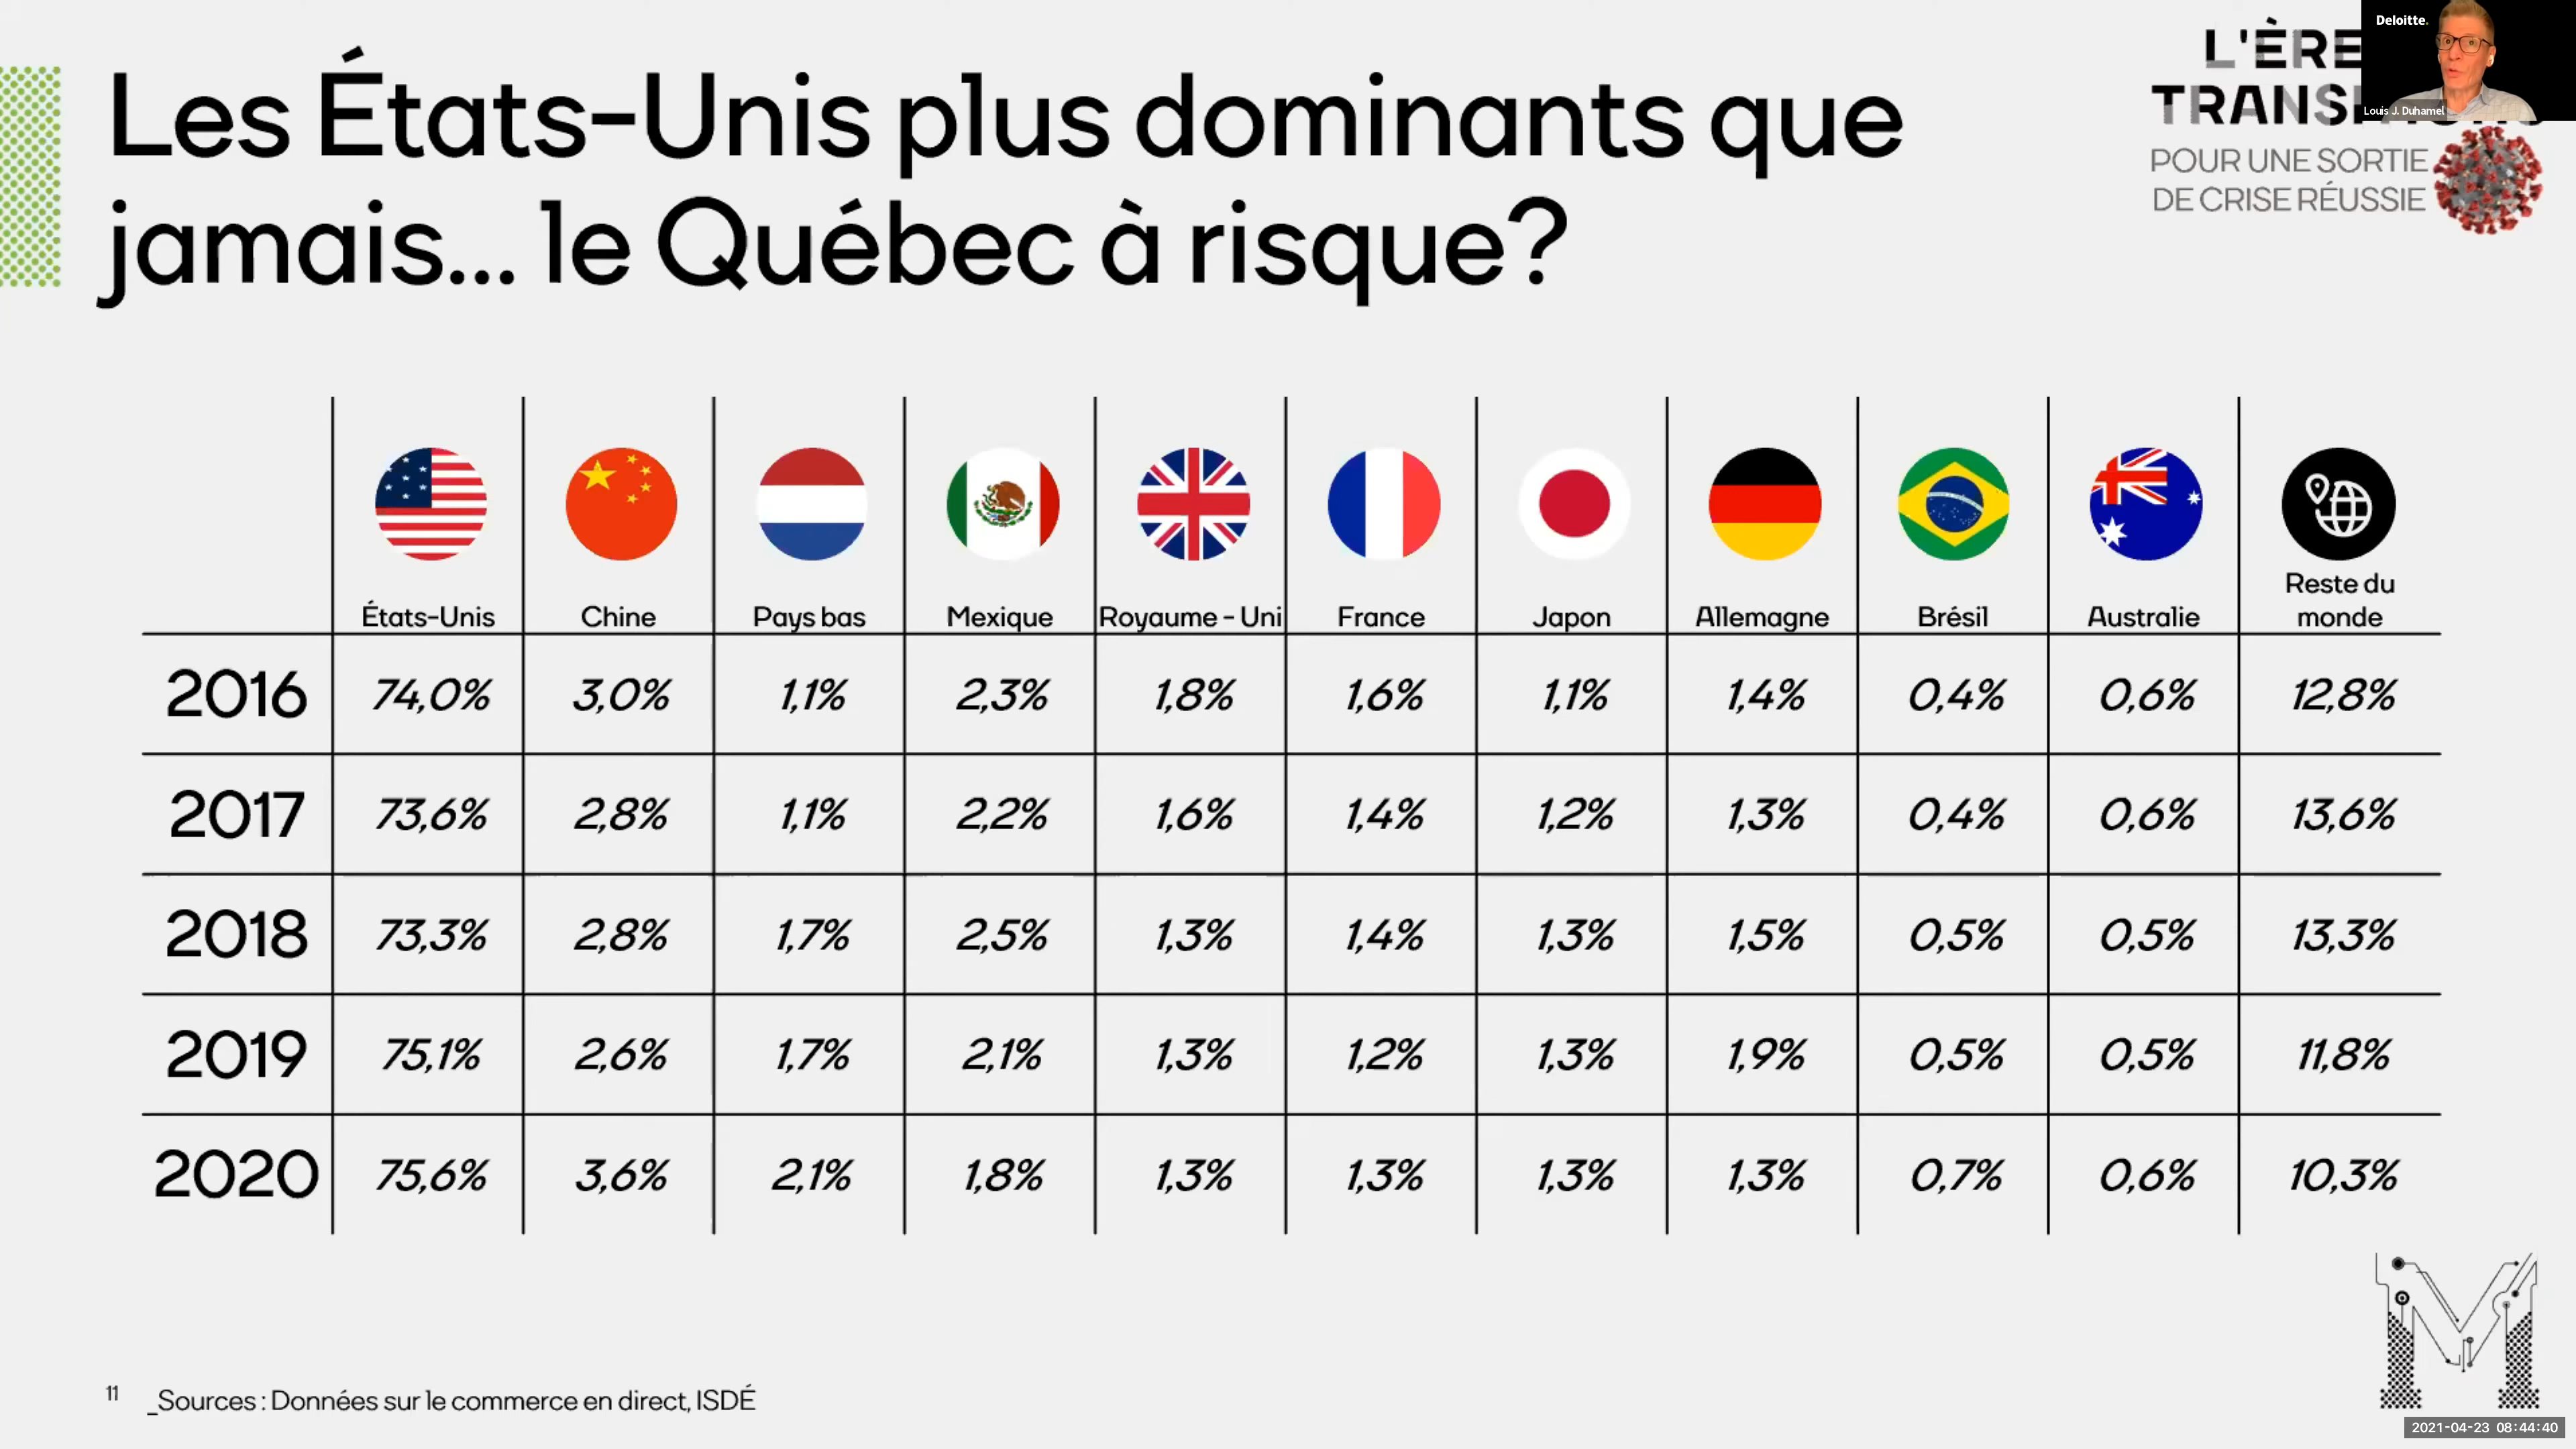 Les États-Unis plus dominants que
jamais... le Québec à risque?
L'ÈRE
POUR UNE SORTIE
DE CRISE RÉUSSIE
Deloitte.
Louis J. Duhamel
États-Unis Chine Pays bas Mexique Royaume - Uni France Japon Allemagne Brésil Australie Reste du
monde
2016 74,0% 3,0% 1,1% 2,3% 1,8% 1,6% 1,1% 1,4% 0,4% 0,6% 12,8%
2017 73,6% 2,8% 1,1% 2,2% 1,6% 1,4% 1,2% 1,3% 0,4% 0,6% 13,6%
2018 73,3% 2,8% 1,7% 2,5% 1,3% 1,4% 1,3% 1,5% 0,5% 0,5% 13,3%
2019 75,1% 2,6% 1,7% 2,1% 1,3% 1,2% 1,3% 1,9% 0,5% 0,5% 11,8%
2020 75,6% 3,6% 2,1% 1,8% 1,3% 1,3% 1,3% 1,3% 0,7% 0,6% 10,3%
11 _Sources : Données sur le commerce en direct, ISDÉ
M
2021-04-23 08:44:40